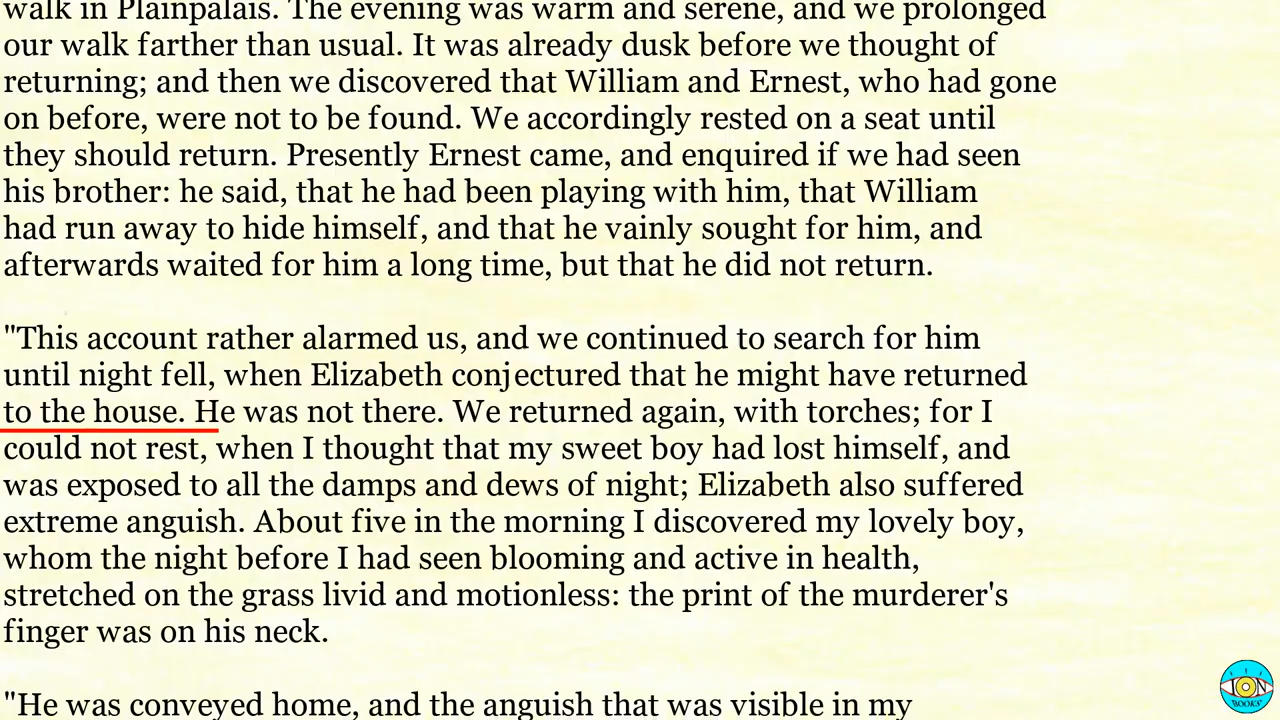 walk in Plainpalais. The evening was warm and serene, and we prolonged
our walk farther than usual. It was already dusk before we thought of
returning; and then we discovered that William and Ernest, who had gone
on before, were not to be found. We accordingly rested on a seat until
they should return. Presently Ernest came, and enquired if we had seen
his brother: he said, that he had been playing with him, that William
had run away to hide himself, and that he vainly sought for him, and
afterwards waited for him a long time, but that he did not return.
"This account rather alarmed us, and we continued to search for him
until night fell, when Elizabeth conjectured that he might have returned
to the house. He was not there. We returned again, with torches; for I
could not rest, when I thought that my sweet boy had lost himself, and
was exposed to all the damps and dews of night; Elizabeth also suffered
extreme anguish. About five in the morning I discovered my lovely boy,
whom the night before I had seen blooming and active in health,
stretched on the grass livid and motionless: the print of the murderer's
finger was on his neck.
"He was conveyed home, and the anguish that was visible in my
ION
BOOKS